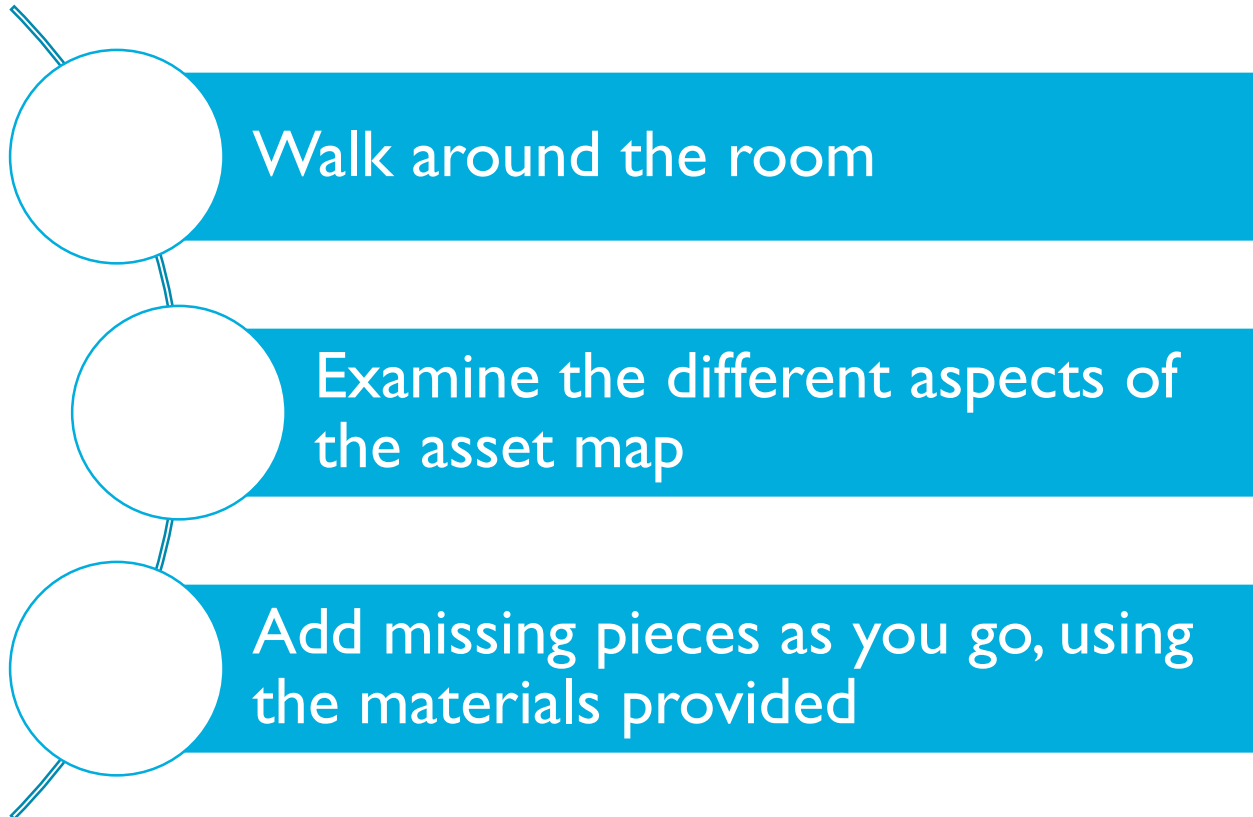 Walk around the room
Examine the different aspects of
the asset map
Add missing pieces as you go, using
the materials provided